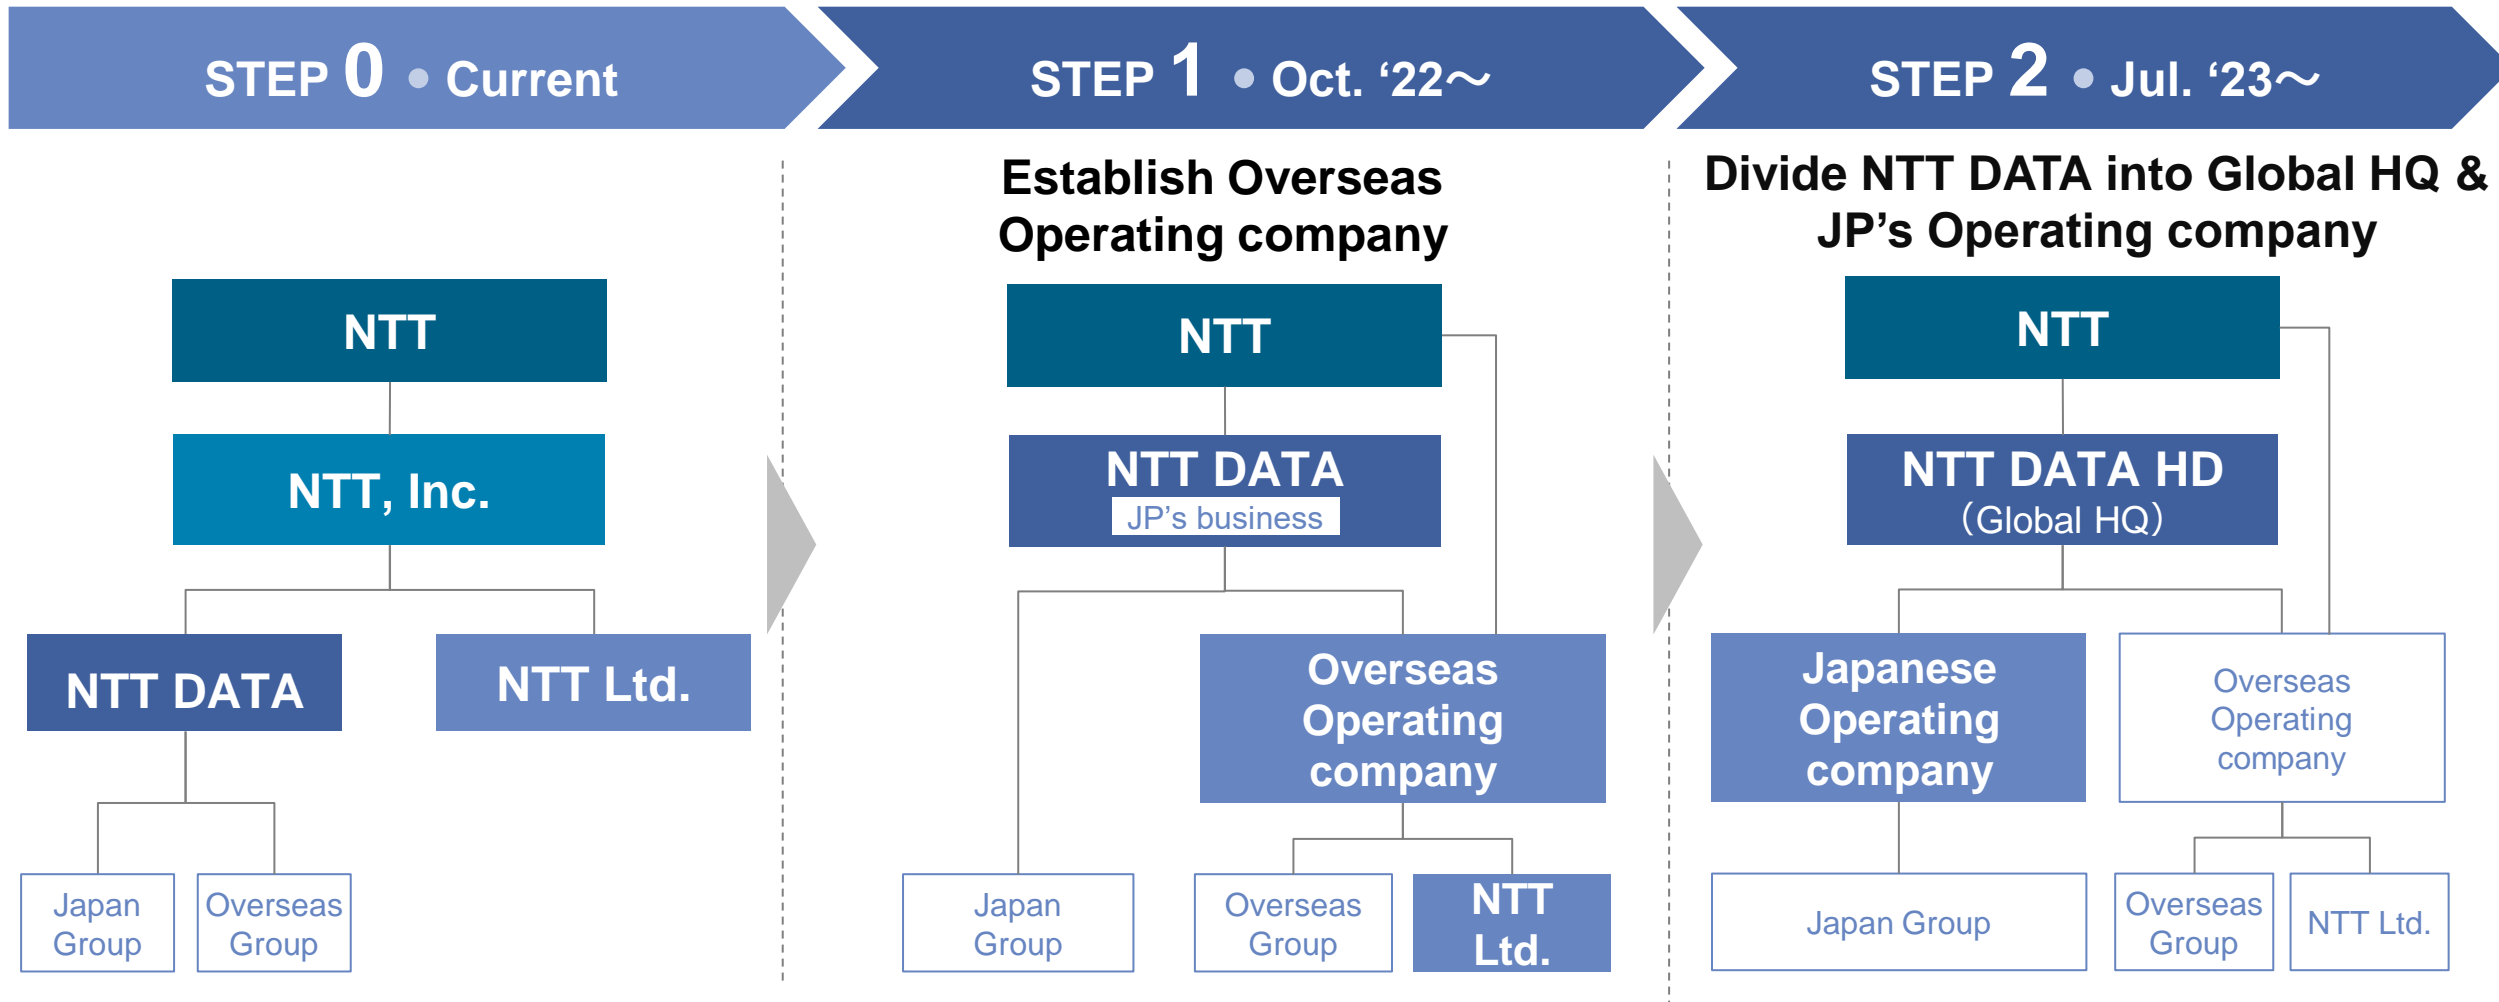 STEP 0 • Current
STEP 1 • Oct. ‘22～
STEP 2 • Jul. ‘23～
Establish Overseas
Operating company
Divide NTT DATA into Global HQ &
JP’s Operating company
NTT
NTT, Inc.
NTT DATA
NTT Ltd.
Japan
Group
Overseas
Group
NTT
NTT DATA
JP’s business
Overseas
Operating
company
Japan
Group
Overseas
Group
NTT
Ltd.
NTT
NTT DATA HD
（Global HQ）
Japanese
Operating
company
Overseas
Operating
company
Japan Group
Overseas
Group
NTT Ltd.